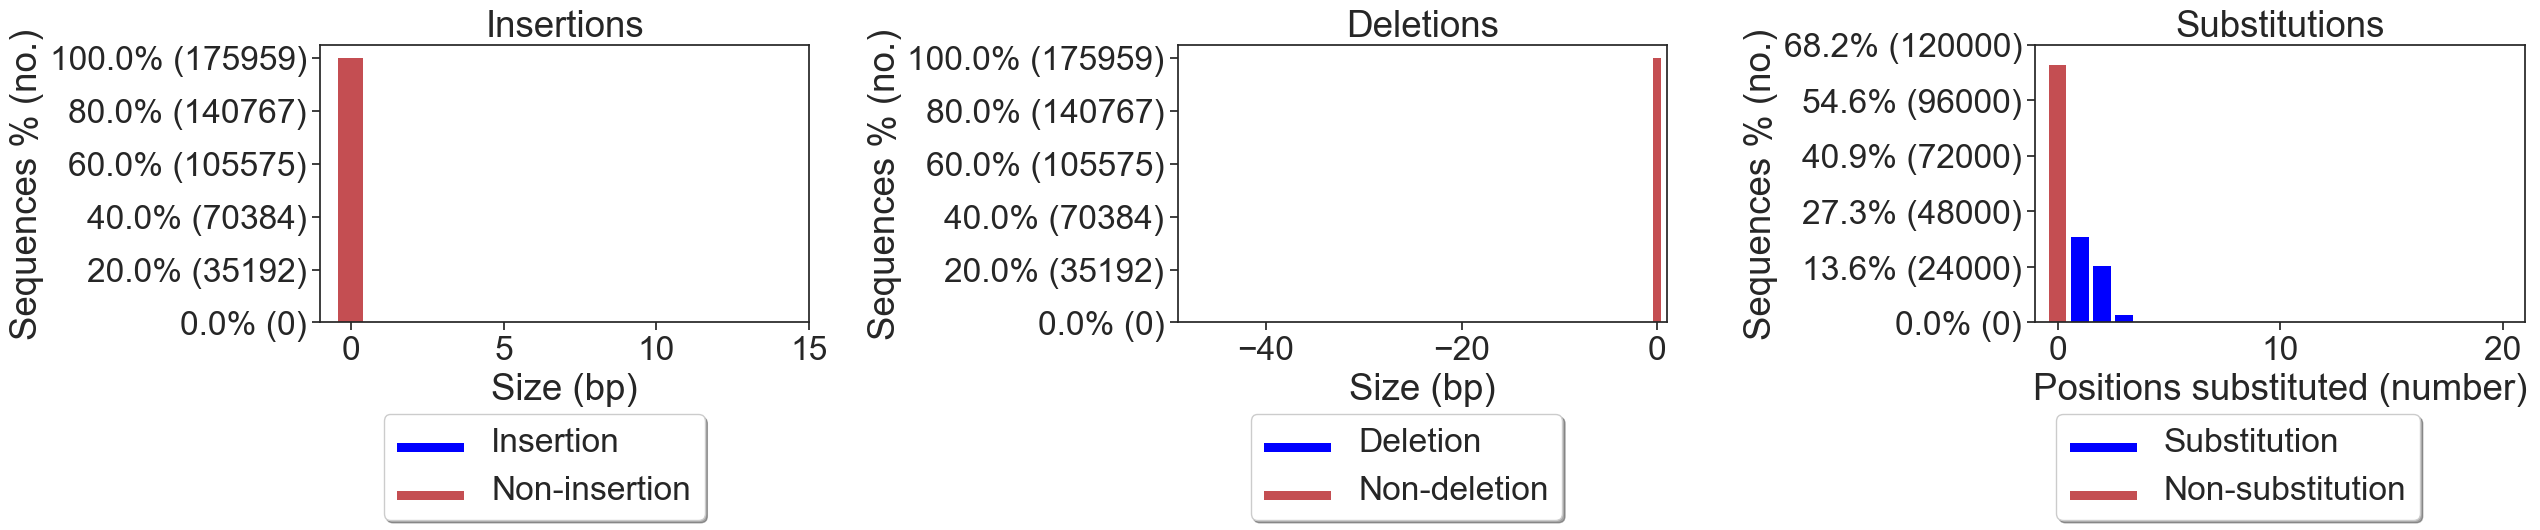 Insertions
Sequences % (no.)
100.0% (175959)
80.0% (140767)
60.0% (105575)
40.0% (70384)
20.0% (35192)
0.0% (0)
0 5 10 15
Size (bp)
Insertion
Non-insertion
Deletions
Sequences % (no.)
100.0% (175959)
80.0% (140767)
60.0% (105575)
40.0% (70384)
20.0% (35192)
0.0% (0)
−40 −20 0
Size (bp)
Deletion
Non-deletion
Substitutions
Sequences % (no.)
68.2% (120000)
54.6% (96000)
40.9% (72000)
27.3% (48000)
13.6% (24000)
0.0% (0)
0 10 20
Positions substituted (number)
Substitution
Non-substitution